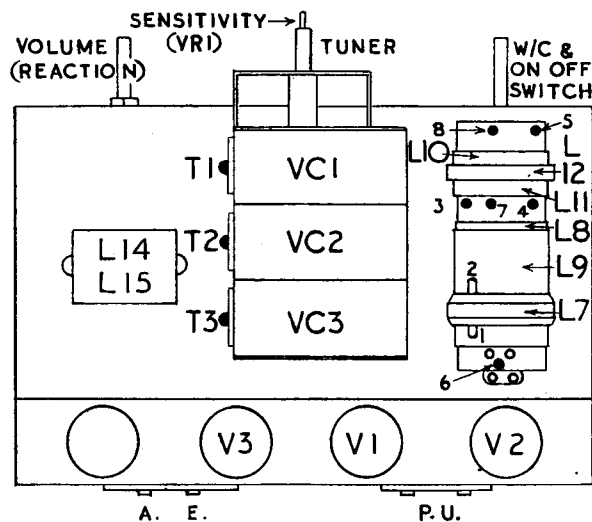 SENSITIVITY
(VR1)
VOLUME
(REACTION)
TUNER
W/C &
ON OFF
SWITCH
8
5
L10
L
12
T1
VC1
L11
3
7
4
L8
T2
VC2
L14
L15
L9
2
T3
VC3
L7
1
6
V3
V1
V2
A. E.
P.U.